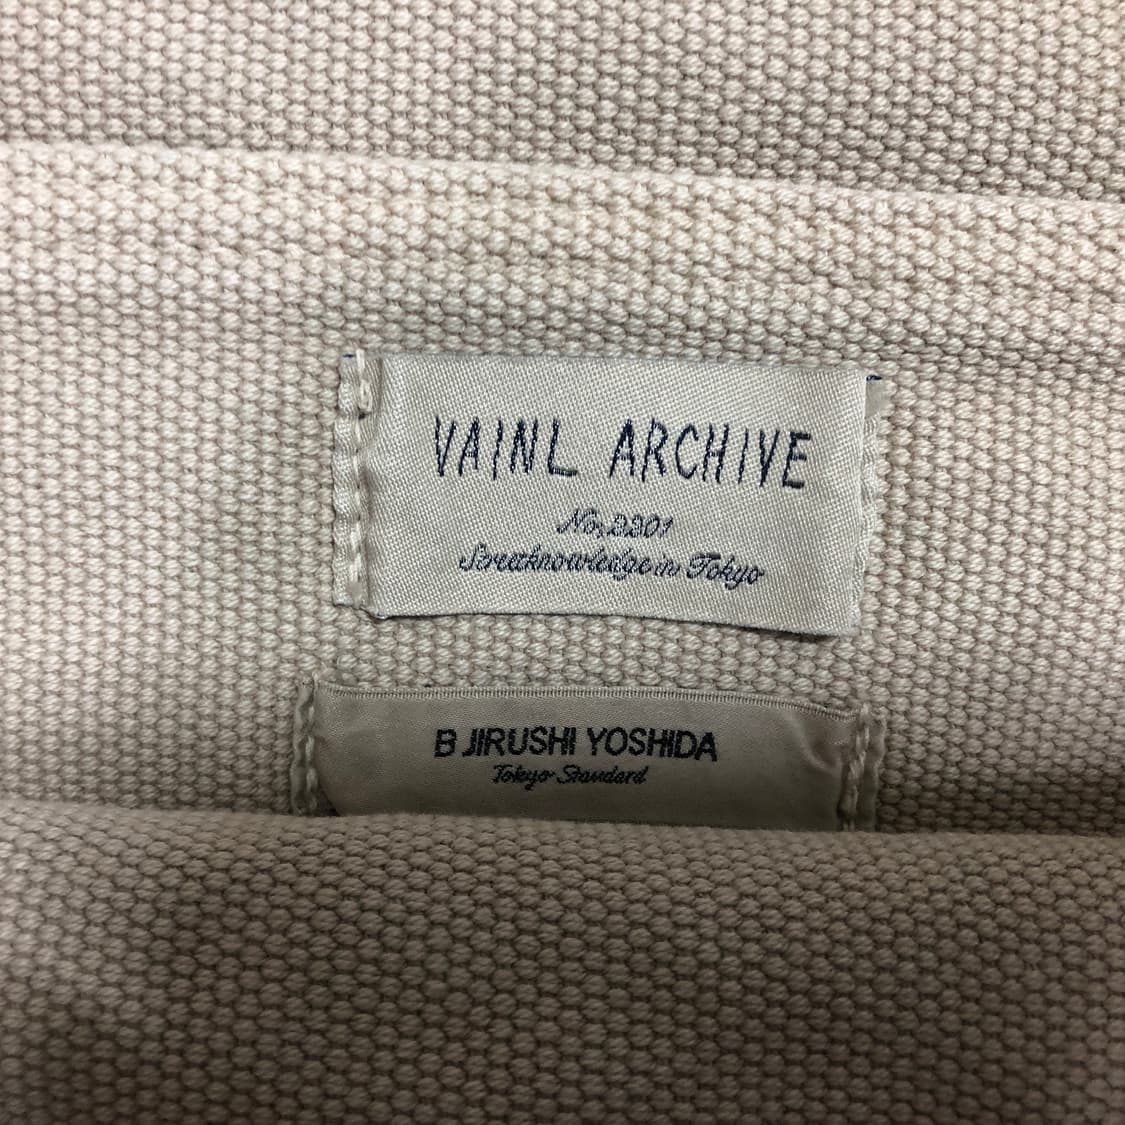 VAINL ARCHIVE
No,2201
Streetknowledge in Tokyo
B JIRUSHI YOSHIDA
Tokyo Standard